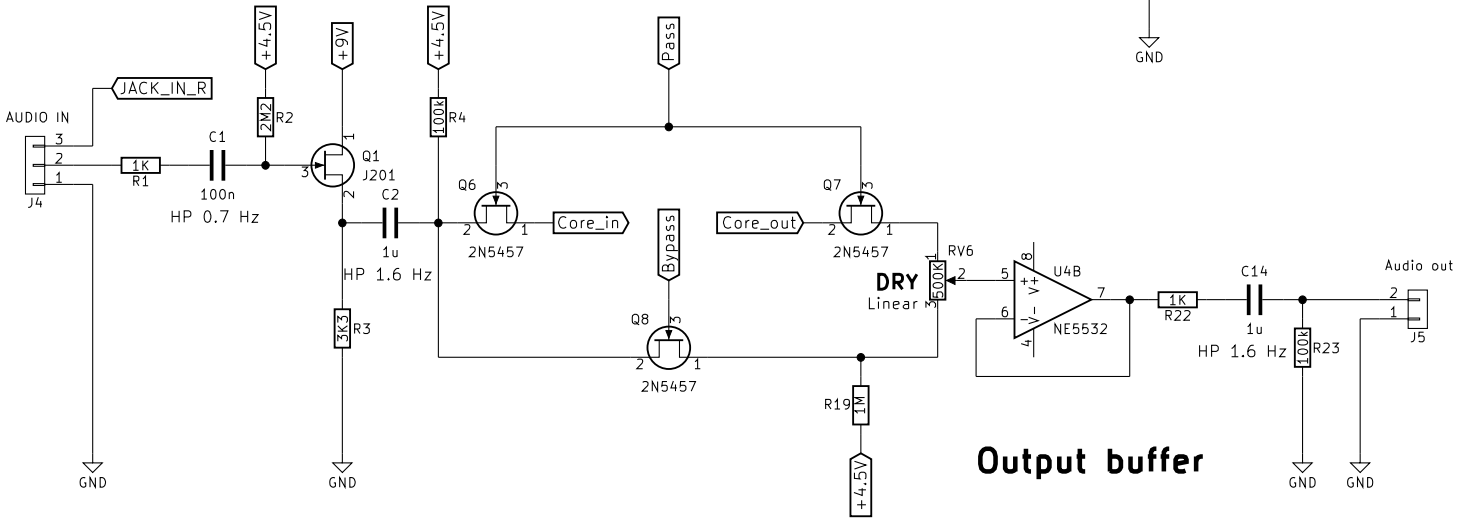 +4.5V
+9V
+4.5V
Pass
GND
JACK_IN_R
AUDIO IN
3
2
1
J4
1K
R1
C1
100n
HP 0.7 Hz
2M2
R2
1
3
2
Q1
J201
C2
1u
HP 1.6 Hz
100k
R4
3K3
R3
Q6
3
2
1
2N5457
Core_in
Bypass
Core_out
Q7
3
2
1
2N5457
Q8
3
2
1
2N5457
RV6
1
2
3
500K
DRY
Linear
R19
1M
+4.5V
5
6
7
8
4
+
-
V+
V-
U4B
NE5532
1K
R22
C14
1u
HP 1.6 Hz
100k
R23
Audio out
2
1
J5
Output buffer
GND
GND
GND
GND